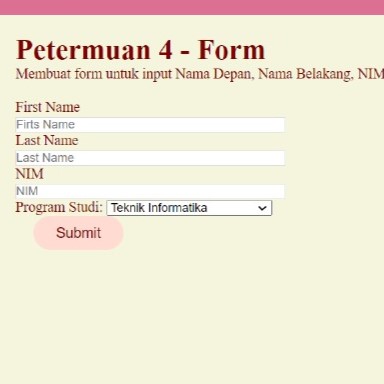 Petermuan 4 - Form
Membuat form untuk input Nama Depan, Nama Belakang, NIM
First Name
Firts Name
Last Name
Last Name
NIM
NIM
Program Studi: Teknik Informatika
Submit